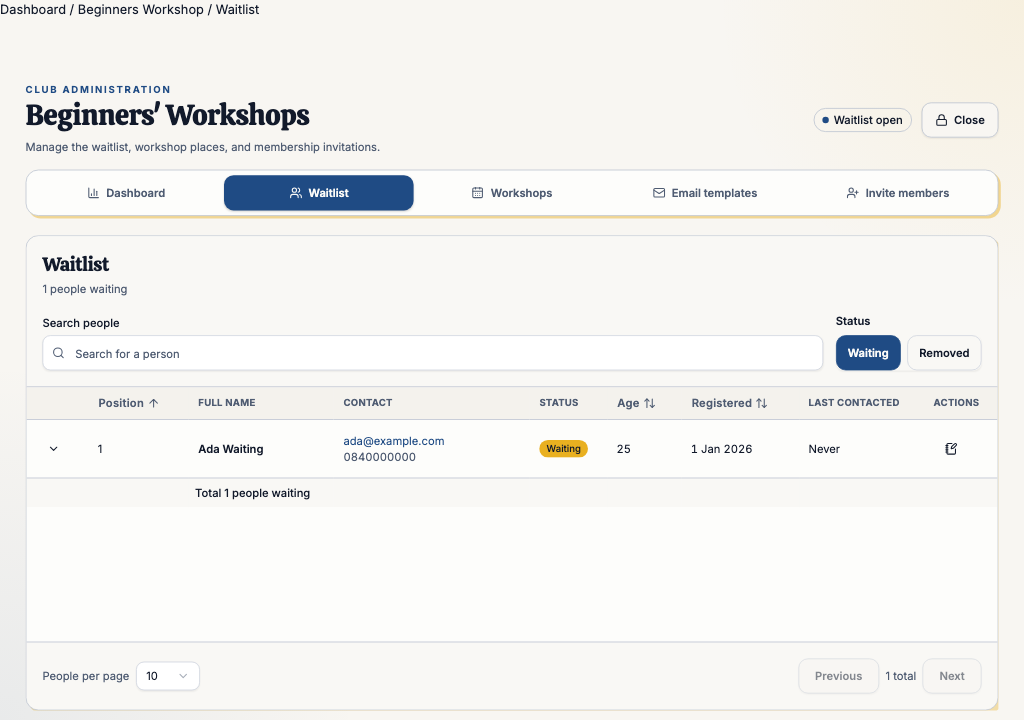 Dashboard / Beginners Workshop / Waitlist
CLUB ADMINISTRATION
Beginners' Workshops
Manage the waitlist, workshop places, and membership invitations.
Waitlist open
Close
Dashboard
Waitlist
Workshops
Email templates
Invite members
Waitlist
1 people waiting
Search people
Search for a person
Status
Waiting
Removed
Position
FULL NAME
CONTACT
STATUS
Age
Registered
LAST CONTACTED
ACTIONS
1
Ada Waiting
ada@example.com
0840000000
Waiting
25
1 Jan 2026
Never
Total 1 people waiting
People per page
10
Previous
1 total
Next